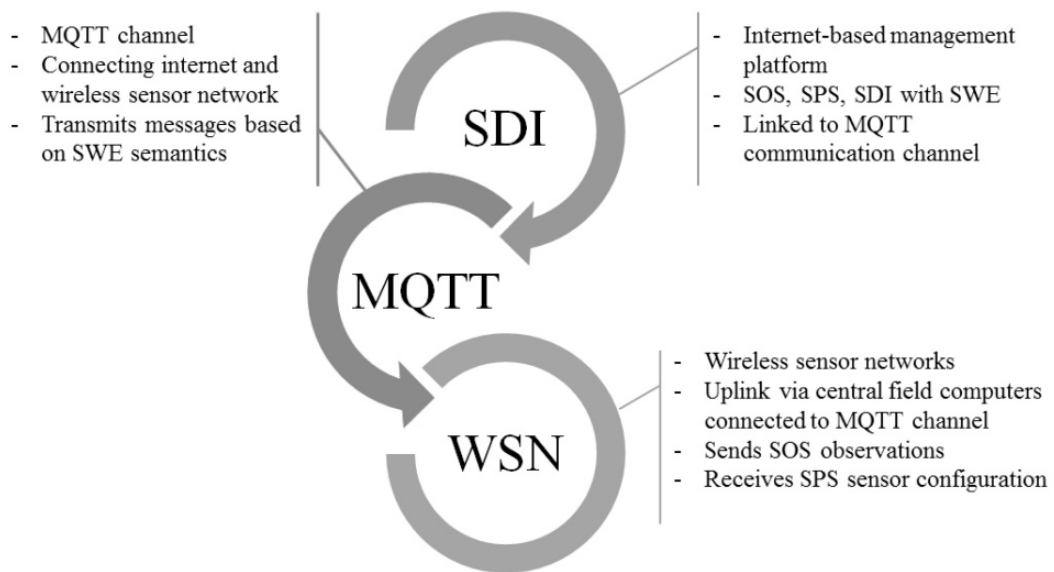 - MQTT channel
- Connecting internet and
wireless sensor network
- Transmits messages based
on SWE semantics
SDI
- Internet-based management
platform
- SOS, SPS, SDI with SWE
- Linked to MQTT
communication channel
MQTT
WSN
- Wireless sensor networks
- Uplink via central field computers
connected to MQTT channel
- Sends SOS observations
- Receives SPS sensor configuration